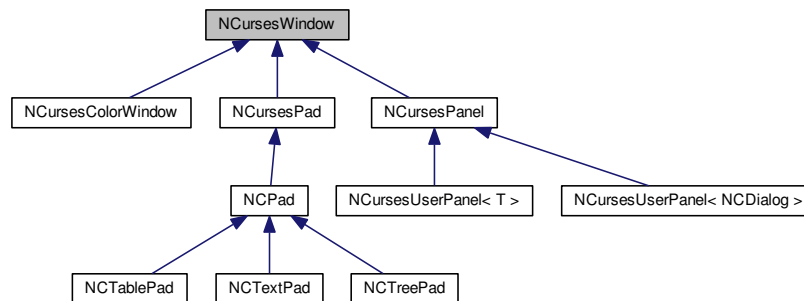 NCursesWindow
NCursesColorWindow
NCursesPad
NCursesPanel
NCPad
NCursesUserPanel< T >
NCursesUserPanel< NCDialog >
NCTablePad
NCTextPad
NCTreePad